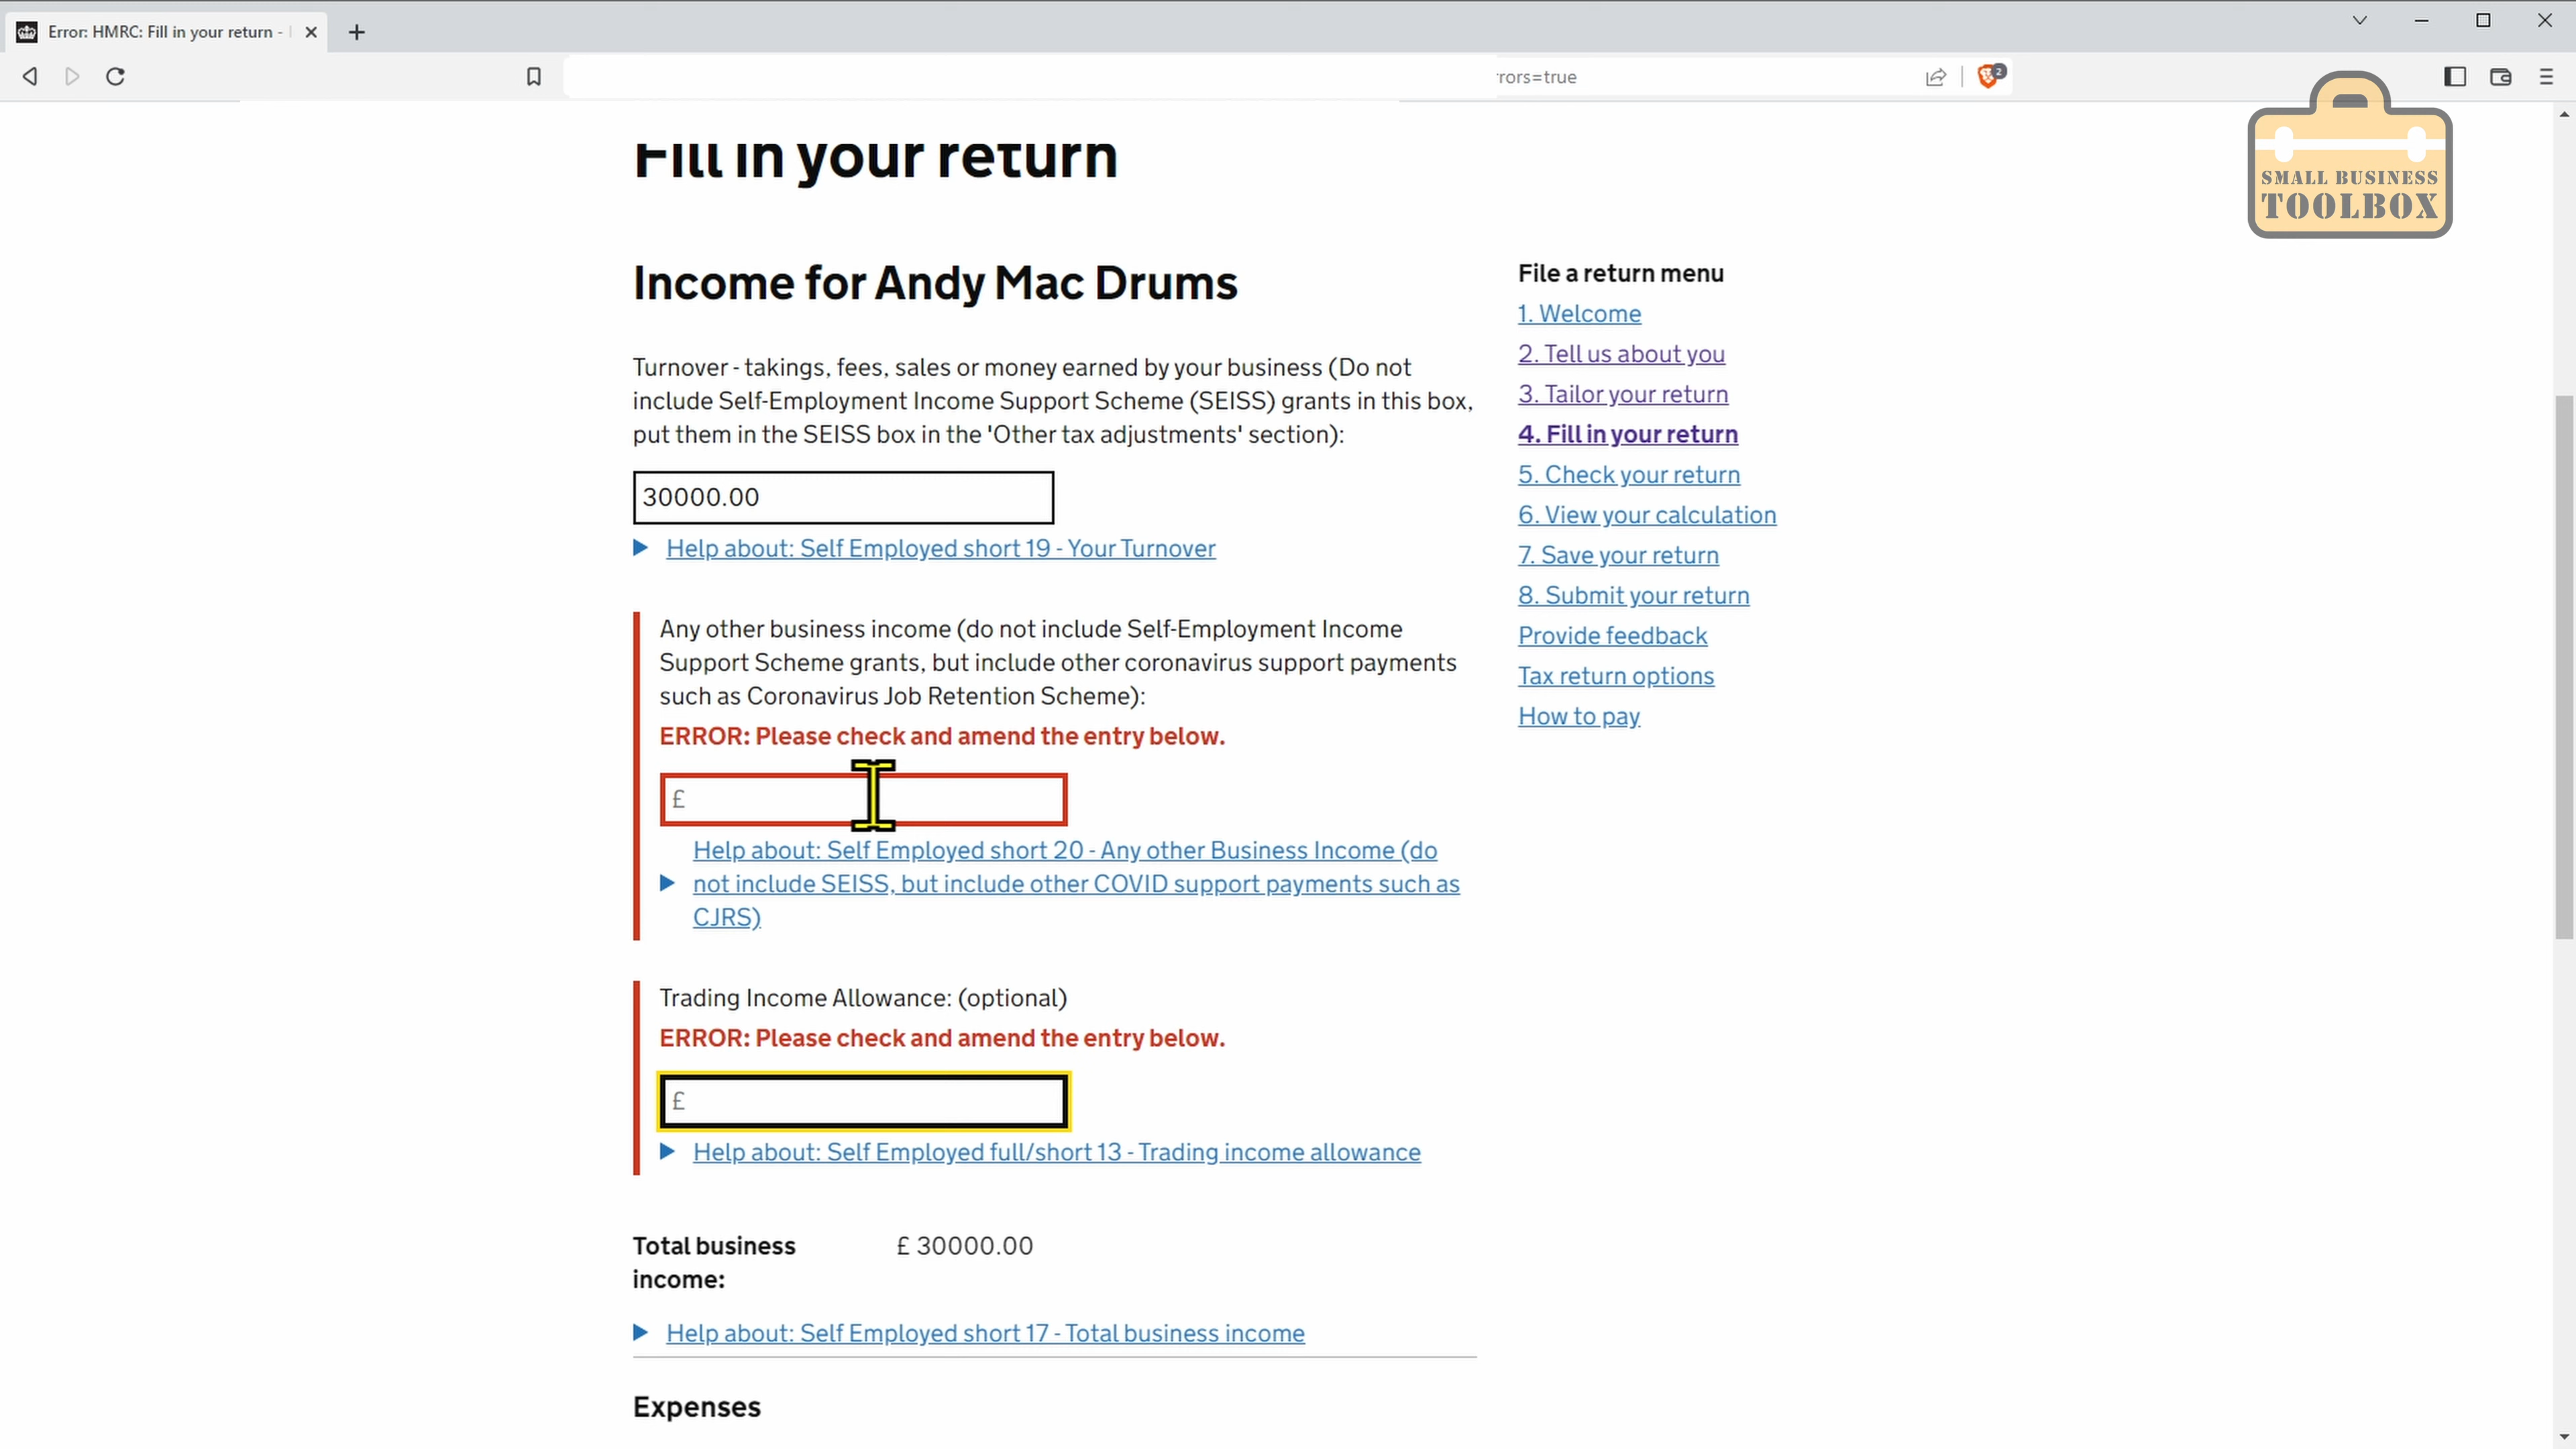 Error: HMRC: Fill in your return -
rrors=true
2
SMALL BUSINESS
TOOLBOX
Fill in your return
Income for Andy Mac Drums
Turnover - takings, fees, sales or money earned by your business (Do not
include Self-Employment Income Support Scheme (SEISS) grants in this box,
put them in the SEISS box in the 'Other tax adjustments' section):
30000.00
Help about: Self Employed short 19 - Your Turnover
Any other business income (do not include Self-Employment Income
Support Scheme grants, but include other coronavirus support payments
such as Coronavirus Job Retention Scheme):
ERROR: Please check and amend the entry below.
£
Help about: Self Employed short 20 - Any other Business Income (do
not include SEISS, but include other COVID support payments such as
CJRS)
Trading Income Allowance: (optional)
ERROR: Please check and amend the entry below.
£
Help about: Self Employed full/short 13 - Trading income allowance
Total business income: £ 30000.00
Help about: Self Employed short 17 - Total business income
Expenses
File a return menu
1. Welcome
2. Tell us about you
3. Tailor your return
4. Fill in your return
5. Check your return
6. View your calculation
7. Save your return
8. Submit your return
Provide feedback
Tax return options
How to pay